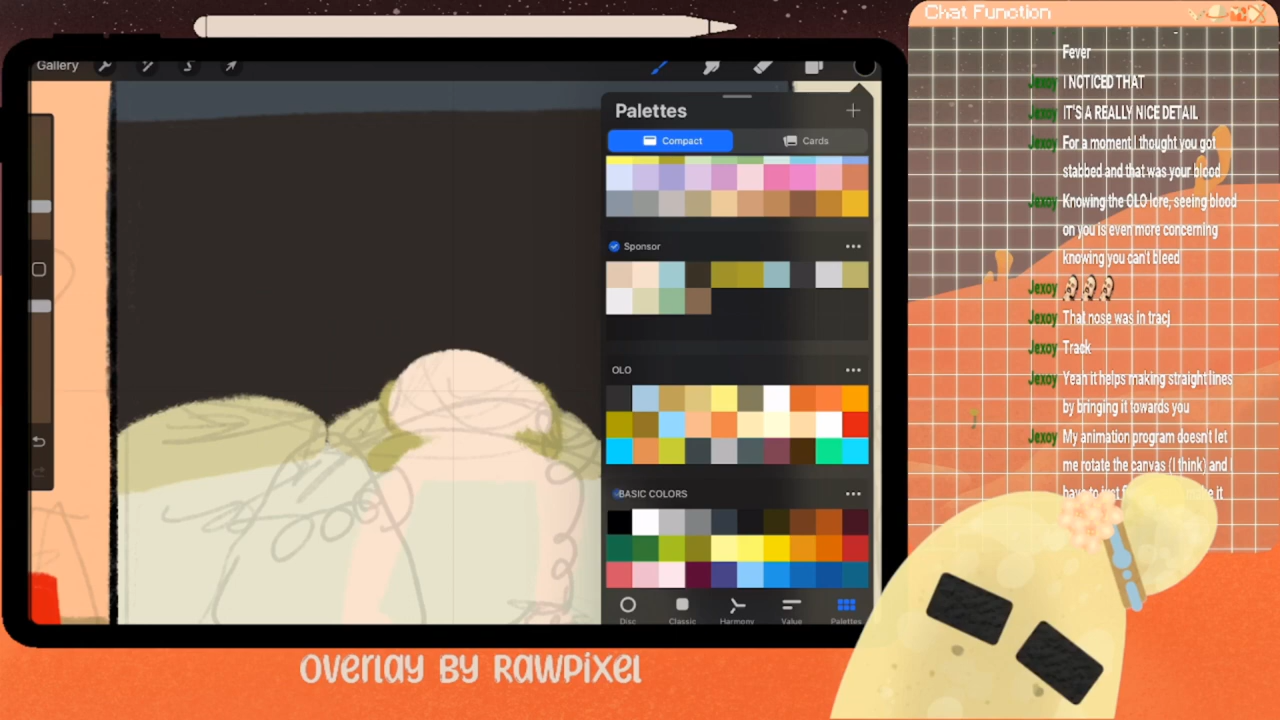 Chat Function
Gallery
Palettes
Compact
Cards
Sponsor
OLO
BASIC COLORS
Disc
Classic
Harmony
Value
Palettes
Fever
Jexoy I NOTICED THAT
Jexoy IT'S A REALLY NICE DETAIL
Jexoy For a moment I thought you got
stabbed and that was your blood
Jexoy Knowing the OLO lore, seeing blood
on you is even more concerning
knowing you can't bleed
Jexoy
Jexoy That nose was in tracj
Jexoy Track
Jexoy Yeah it helps making straight lines
by bringing it towards you
Jexoy My animation program doesn't let
me rotate the canvas (I think) and I
have to just
it
OVERLAY BY RAWPIXEL